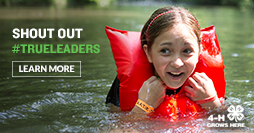 SHOUT OUT
#TRUELEADERS
LEARN MORE
4-H
GROWS HERE